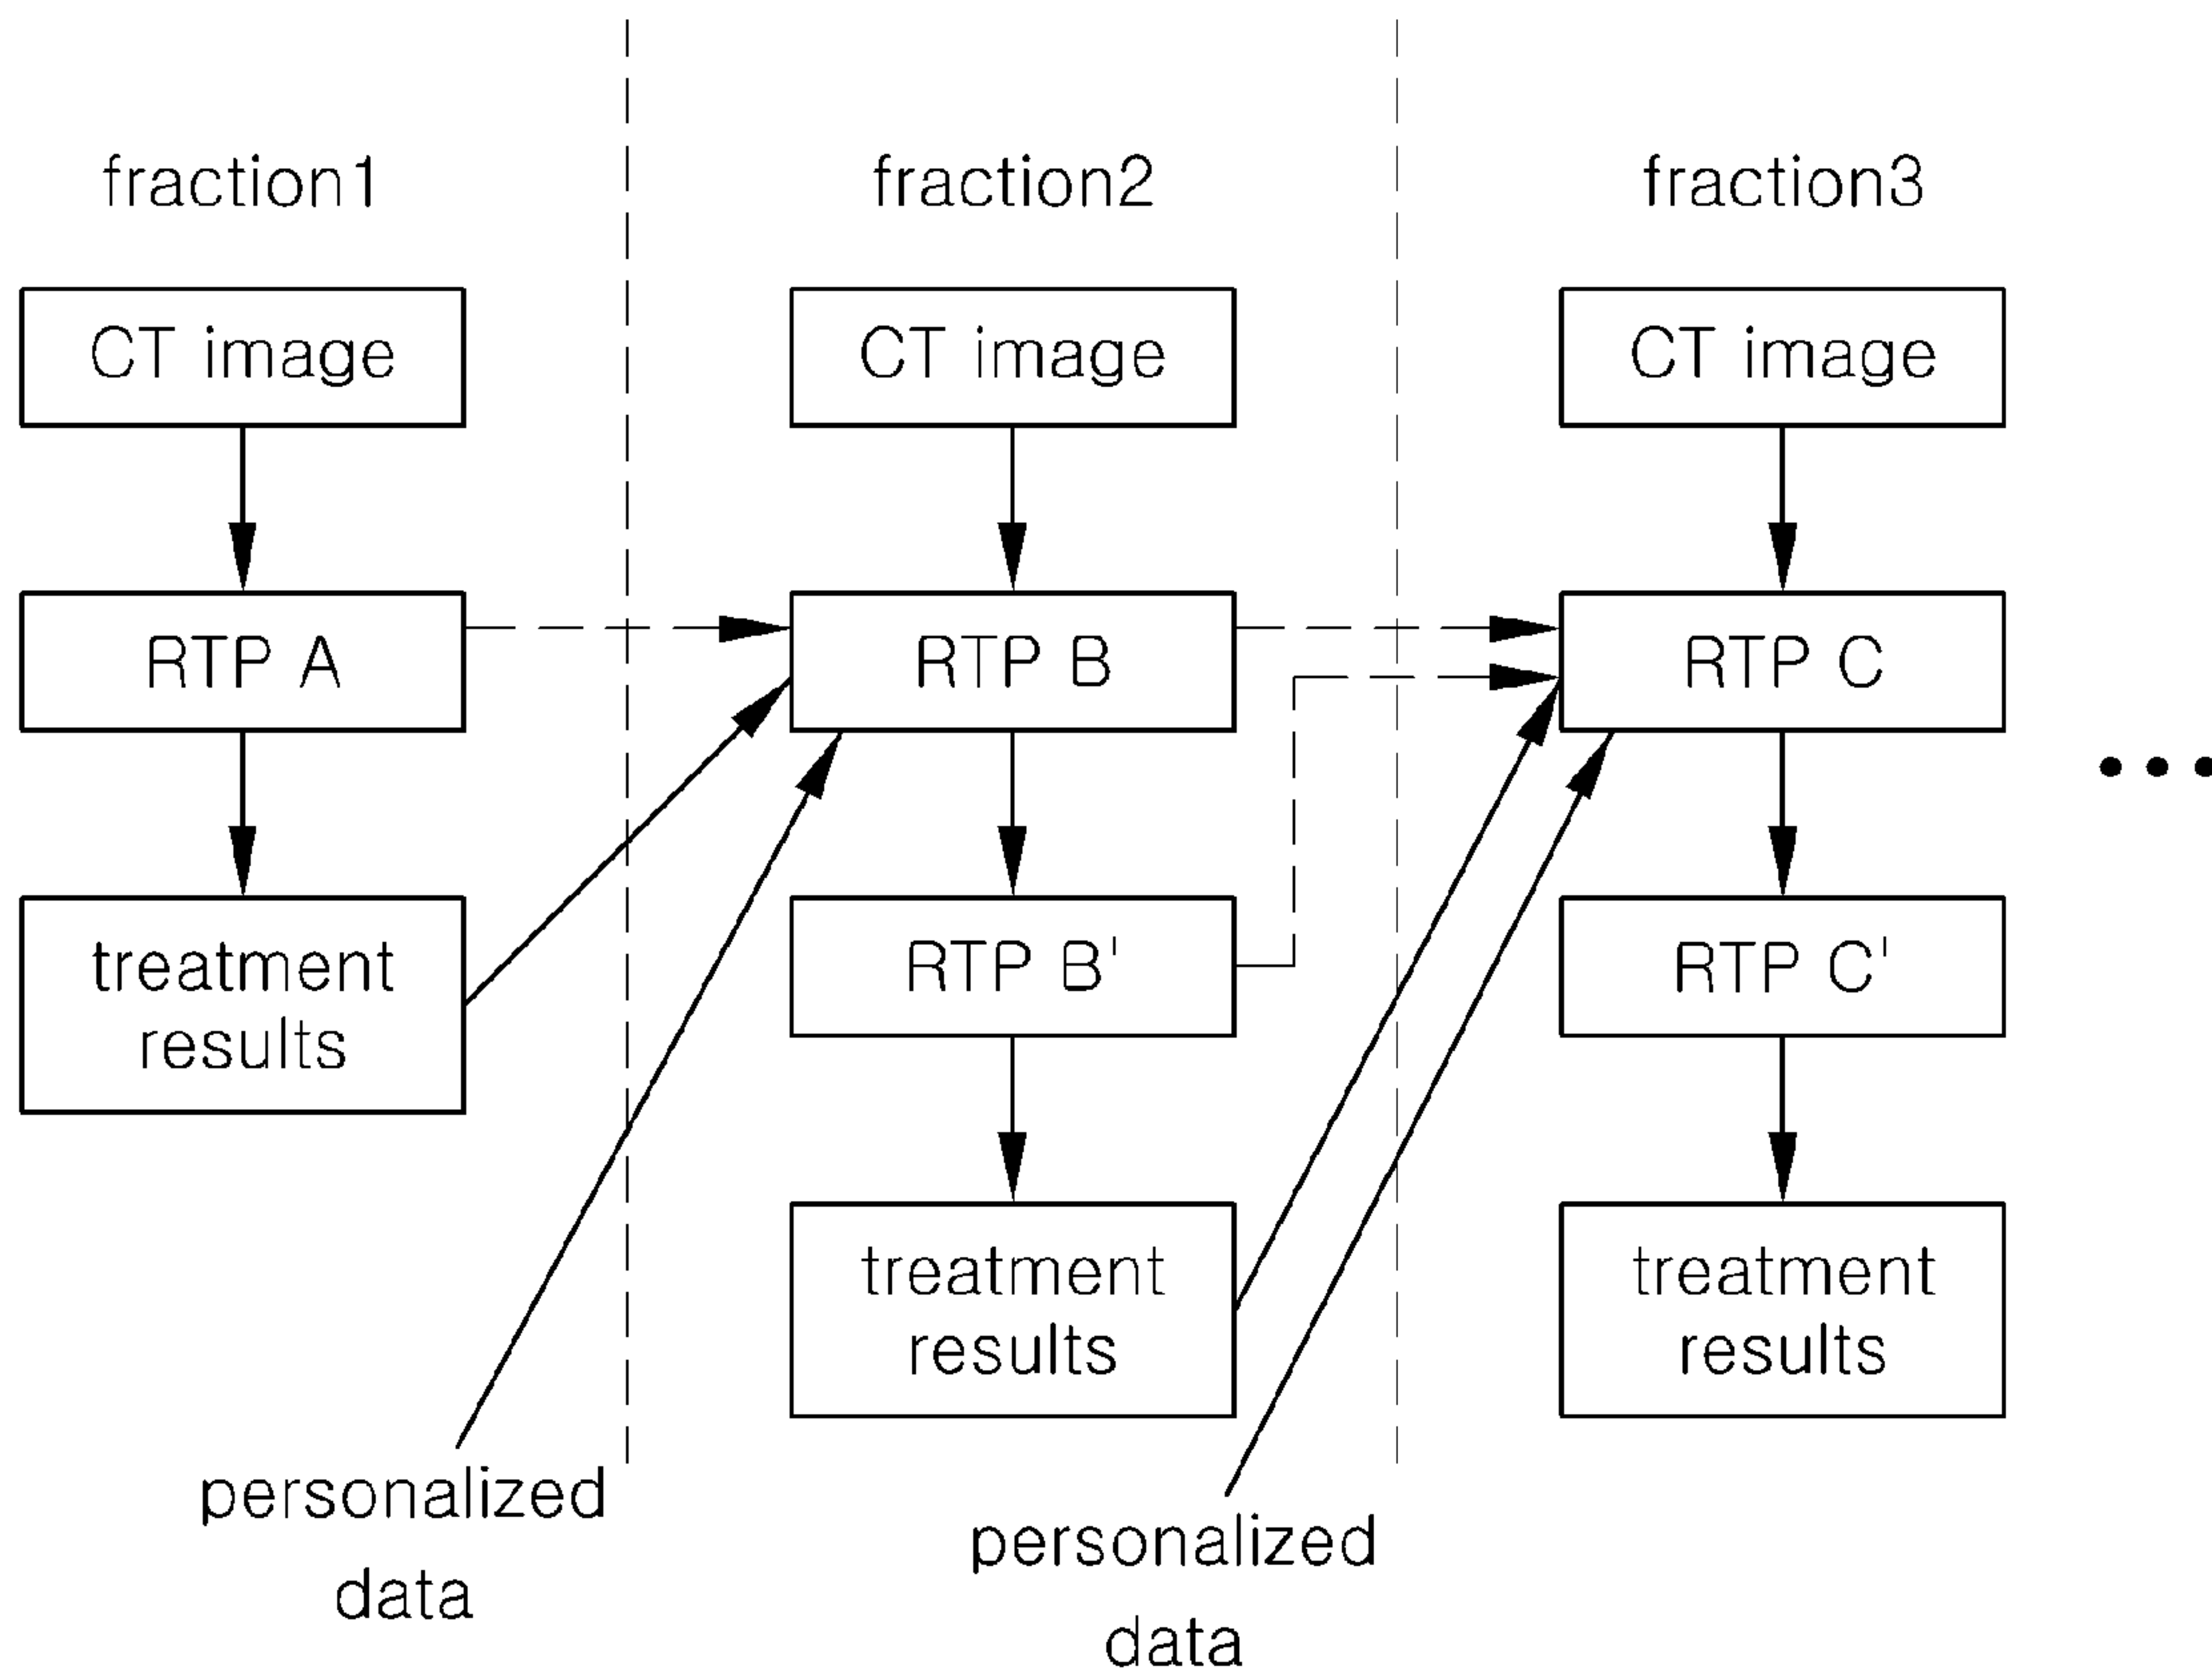 fraction1
fraction2
fraction3
CT image
CT image
CT image
RTP A
RTP B
RTP C
treatment
results
RTP B'
RTP C'
treatment
results
treatment
results
personalized
data
personalized
data